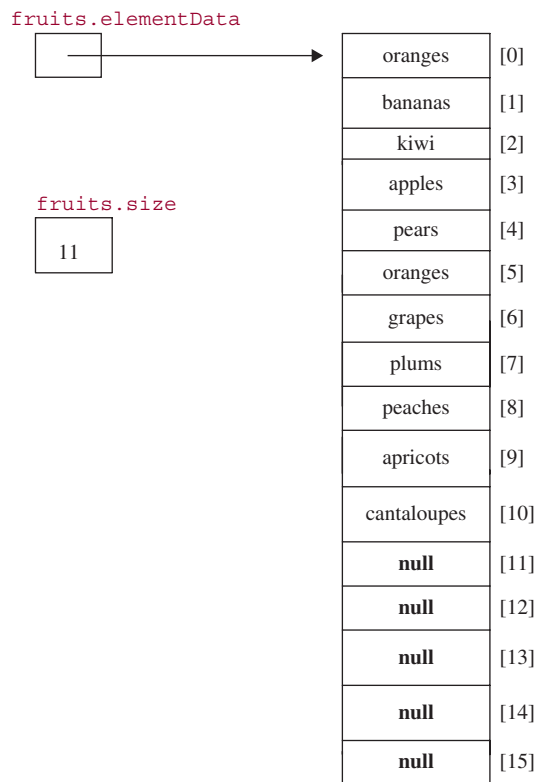 fruits.elementData
oranges [0]
bananas [1]
kiwi [2]
apples [3]
fruits.size
pears [4]
11
oranges [5]
grapes [6]
plums [7]
peaches [8]
apricots [9]
cantaloupes [10]
null [11]
null [12]
null [13]
null [14]
null [15]